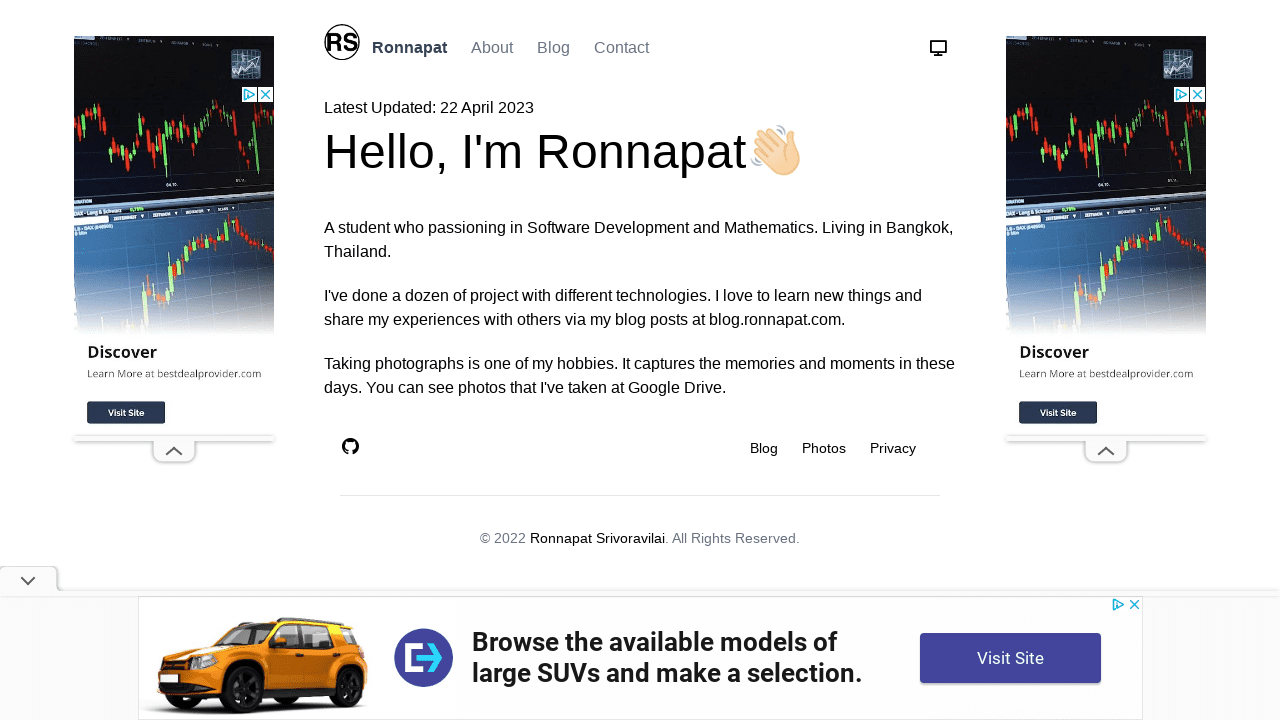 RS
Ronnapat
About
Blog
Contact
Latest Updated: 22 April 2023
Hello, I'm Ronnapat👋🏻
A student who passioning in Software Development and Mathematics. Living in Bangkok,
Thailand.
I've done a dozen of project with different technologies. I love to learn new things and
share my experiences with others via my blog posts at blog.ronnapat.com.
Taking photographs is one of my hobbies. It captures the memories and moments in these
days. You can see photos that I've taken at Google Drive.
Blog
Photos
Privacy
© 2022 Ronnapat Srivoravilai. All Rights Reserved.
Discover
Learn More at bestdealprovider.com
Visit Site
Discover
Learn More at bestdealprovider.com
Visit Site
Browse the available models of
large SUVs and make a selection.
Visit Site